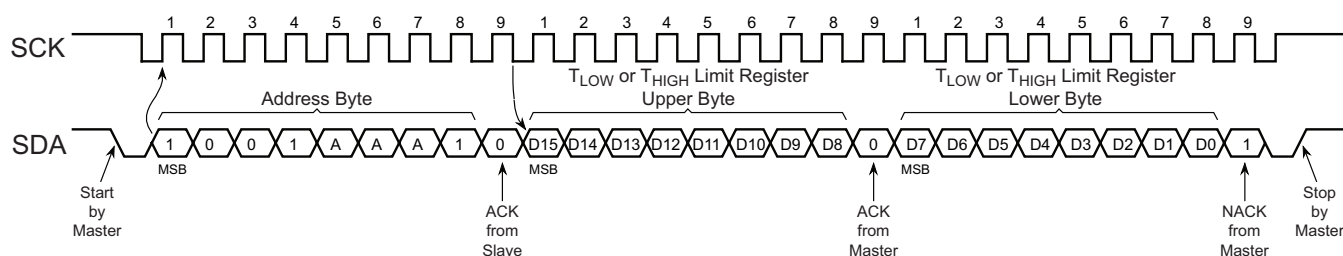 SCK
1 2 3 4 5 6 7 8 9 1 2 3 4 5 6 7 8 9 1 2 3 4 5 6 7 8 9
Address Byte
TLOW or THIGH Limit Register
Upper Byte
TLOW or THIGH Limit Register
Lower Byte
SDA
1 0 0 1 A A A 1 0 D15 D14 D13 D12 D11 D10 D9 D8 0 D7 D6 D5 D4 D3 D2 D1 D0 1
MSB
MSB
MSB
Start
by
Master
ACK
from
Slave
ACK
from
Master
NACK
from
Master
Stop
by
Master